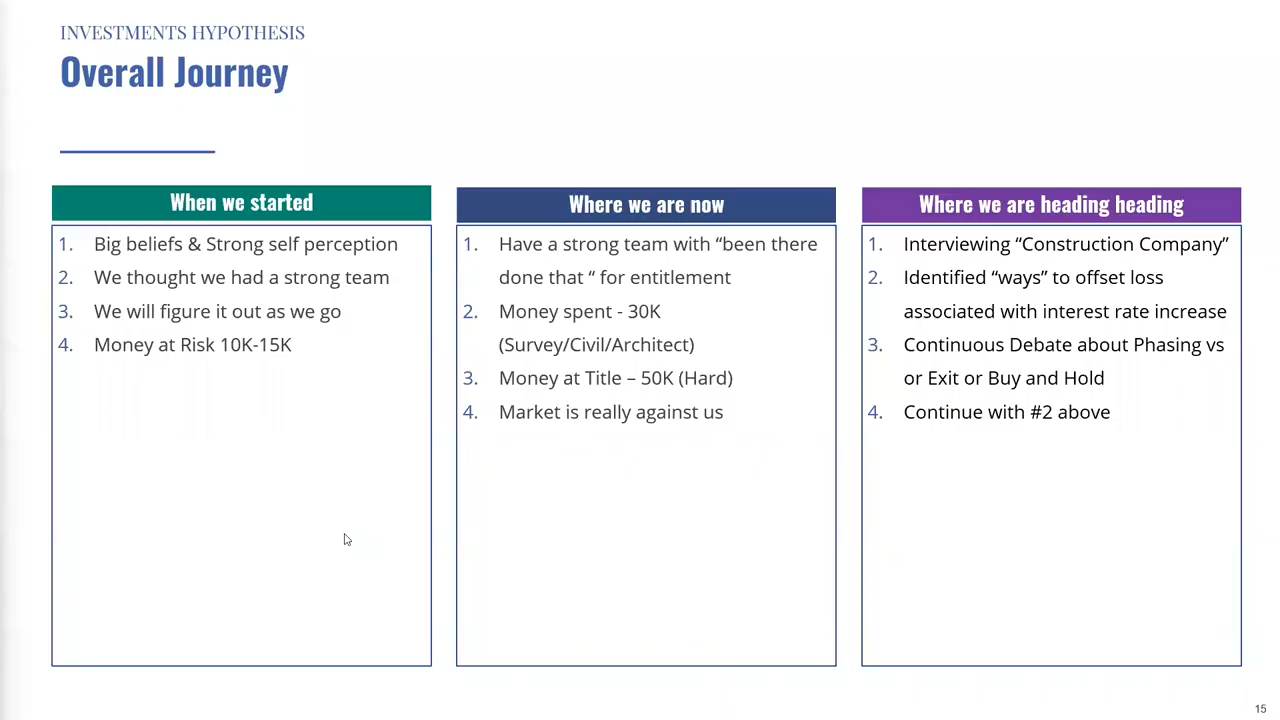 INVESTMENTS HYPOTHESIS
Overall Journey
When we started
1. Big beliefs & Strong self perception
2. We thought we had a strong team
3. We will figure it out as we go
4. Money at Risk 10K-15K
Where we are now
1. Have a strong team with “been there
done that “ for entitlement
2. Money spent - 30K
(Survey/Civil/Architect)
3. Money at Title – 50K (Hard)
4. Market is really against us
Where we are heading heading
1. Interviewing “Construction Company”
2. Identified “ways” to offset loss
associated with interest rate increase
3. Continuous Debate about Phasing vs
or Exit or Buy and Hold
4. Continue with #2 above
15